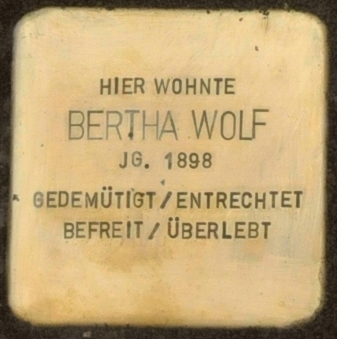 HIER WOHNTE
BERTHA WOLF
JG. 1898
GEDEMÜTIGT/ENTRECHTET
BEFREIT/ÜBERLEBT